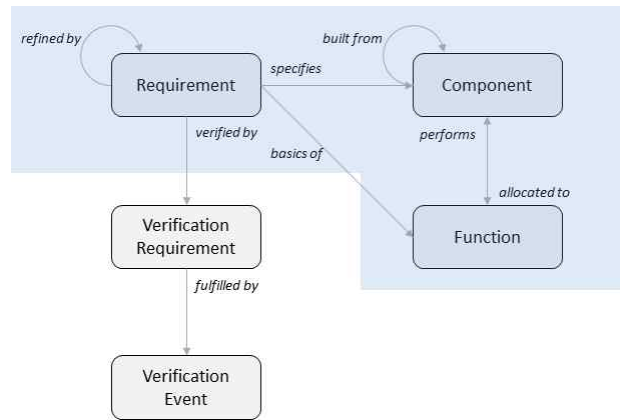 refined by
built from
Requirement
specifies
Component
verified by
basics of
performs
allocated to
Verification
Requirement
Function
fulfilled by
Verification
Event